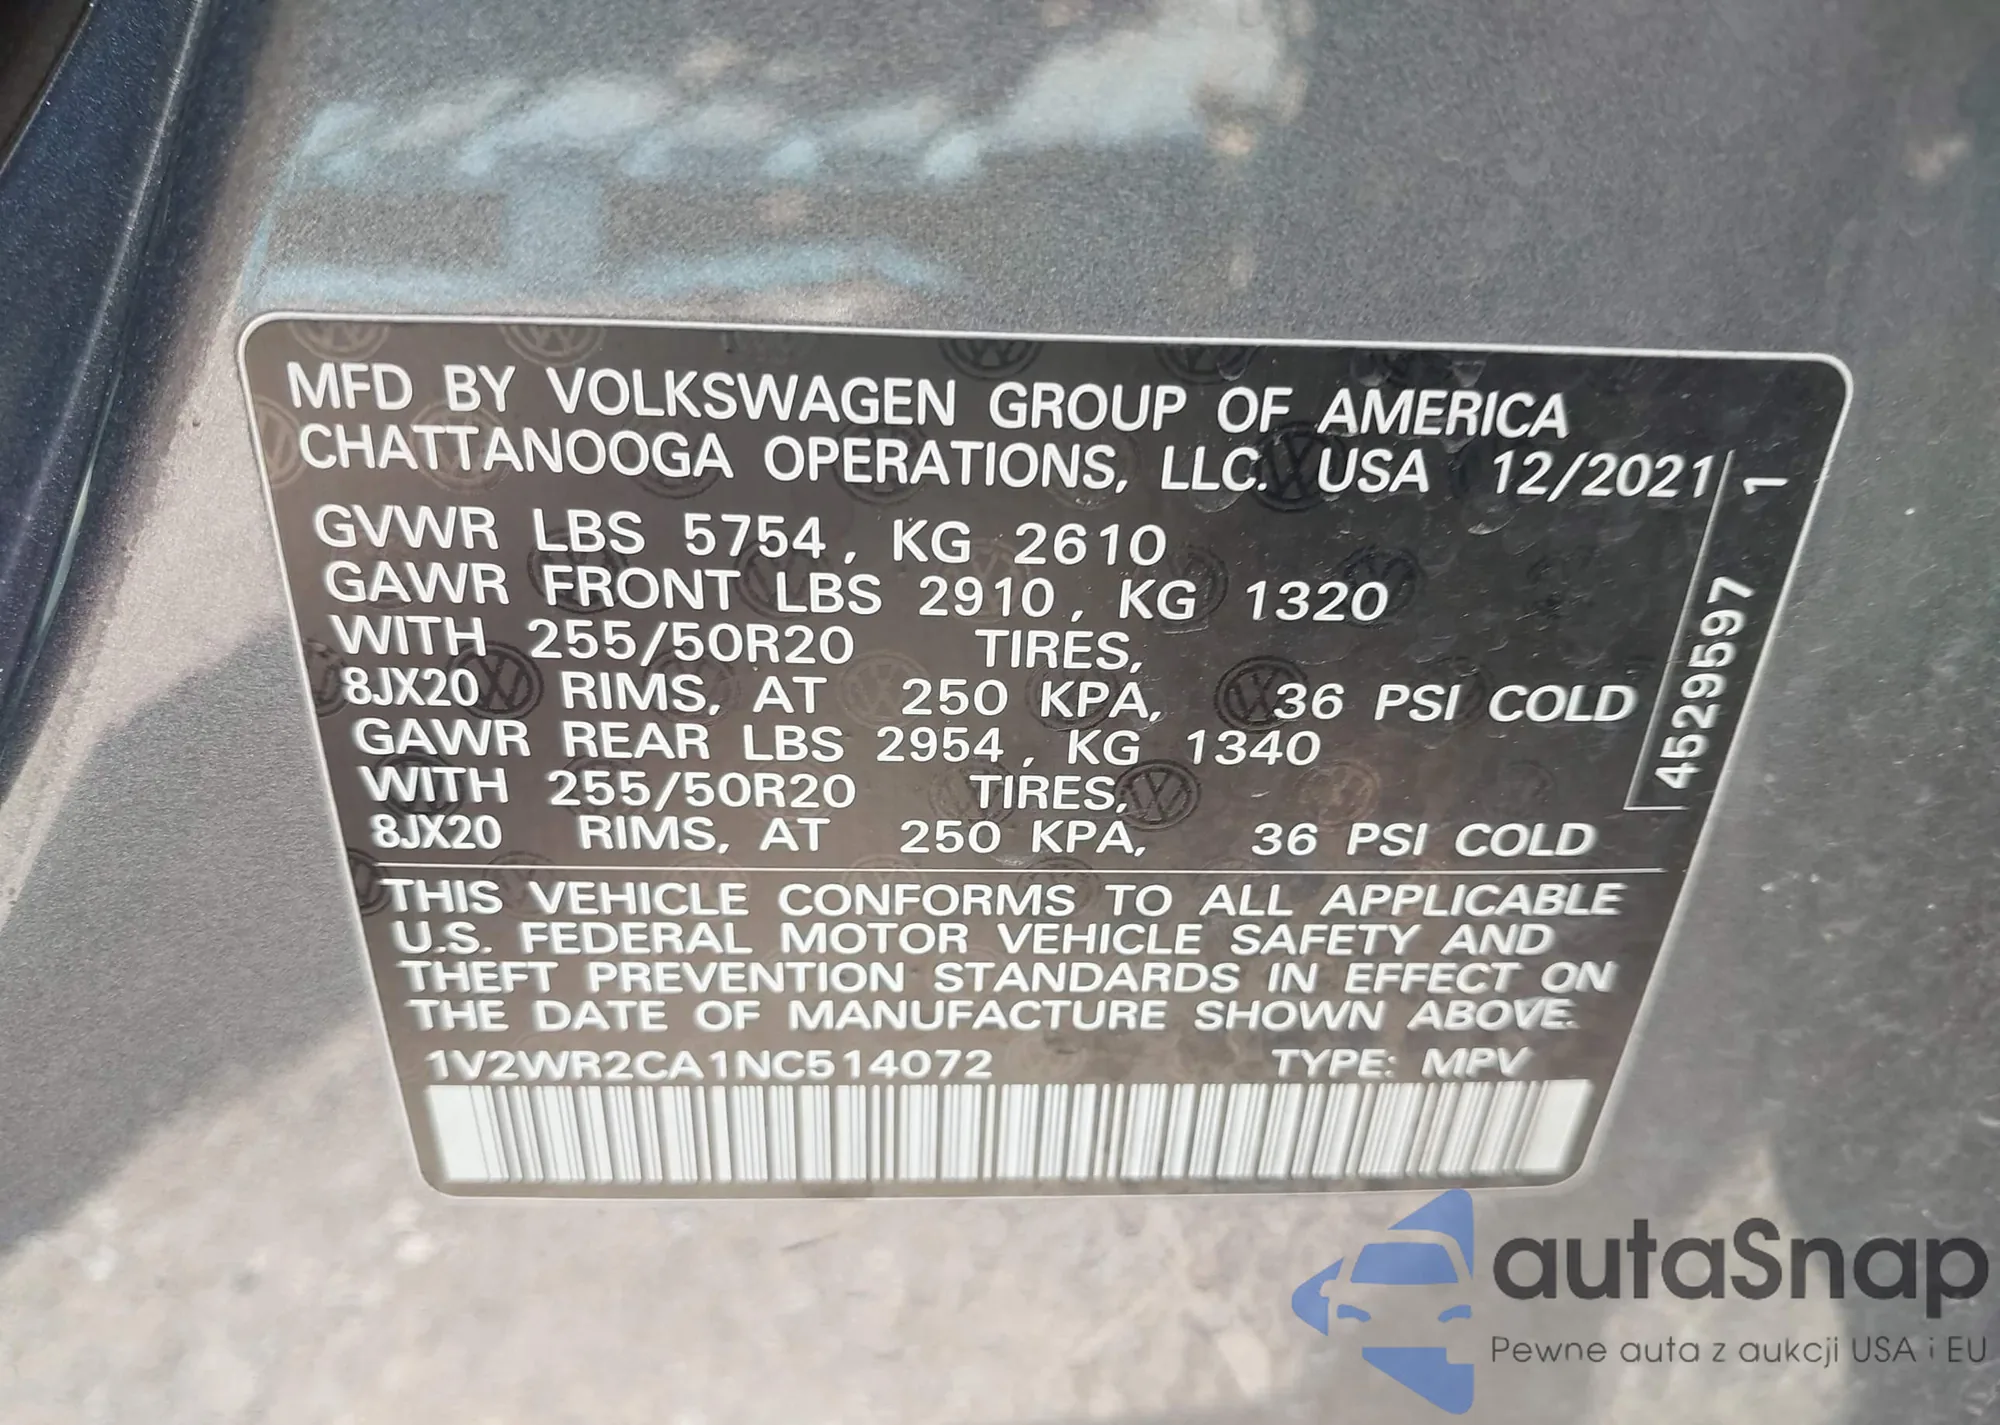 MFD BY VOLKSWAGEN GROUP OF AMERICA
CHATTANOOGA OPERATIONS, LLC. USA 12/2021
GVWR LBS 5754, KG 2610
GAWR FRONT LBS 2910, KG 1320
WITH 255/50R20 TIRES,
8JX20 RIMS, AT 250 KPA, 36 PSI COLD
GAWR REAR LBS 2954, KG 1340
WITH 255/50R20 TIRES,
8JX20 RIMS, AT 250 KPA, 36 PSI COLD
4529597 1
THIS VEHICLE CONFORMS TO ALL APPLICABLE
U.S. FEDERAL MOTOR VEHICLE SAFETY AND
THEFT PREVENTION STANDARDS IN EFFECT ON
THE DATE OF MANUFACTURE SHOWN ABOVE.
1V2WR2CA1NC514072 TYPE: MPV
autaSnap
Pewne auta z aukcji USA i EU